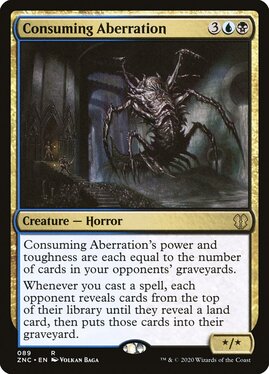 Consuming Aberration 3
Creature — Horror
Consuming Aberration's power and
toughness are each equal to the number
of cards in your opponents' graveyards.
Whenever you cast a spell, each
opponent reveals cards from the top
of their library until they reveal a land
card, then puts those cards into their
graveyard.
*/*
089 R
ZNC • EN VOLKAN BAGA
™ & © 2020 Wizards of the Coast